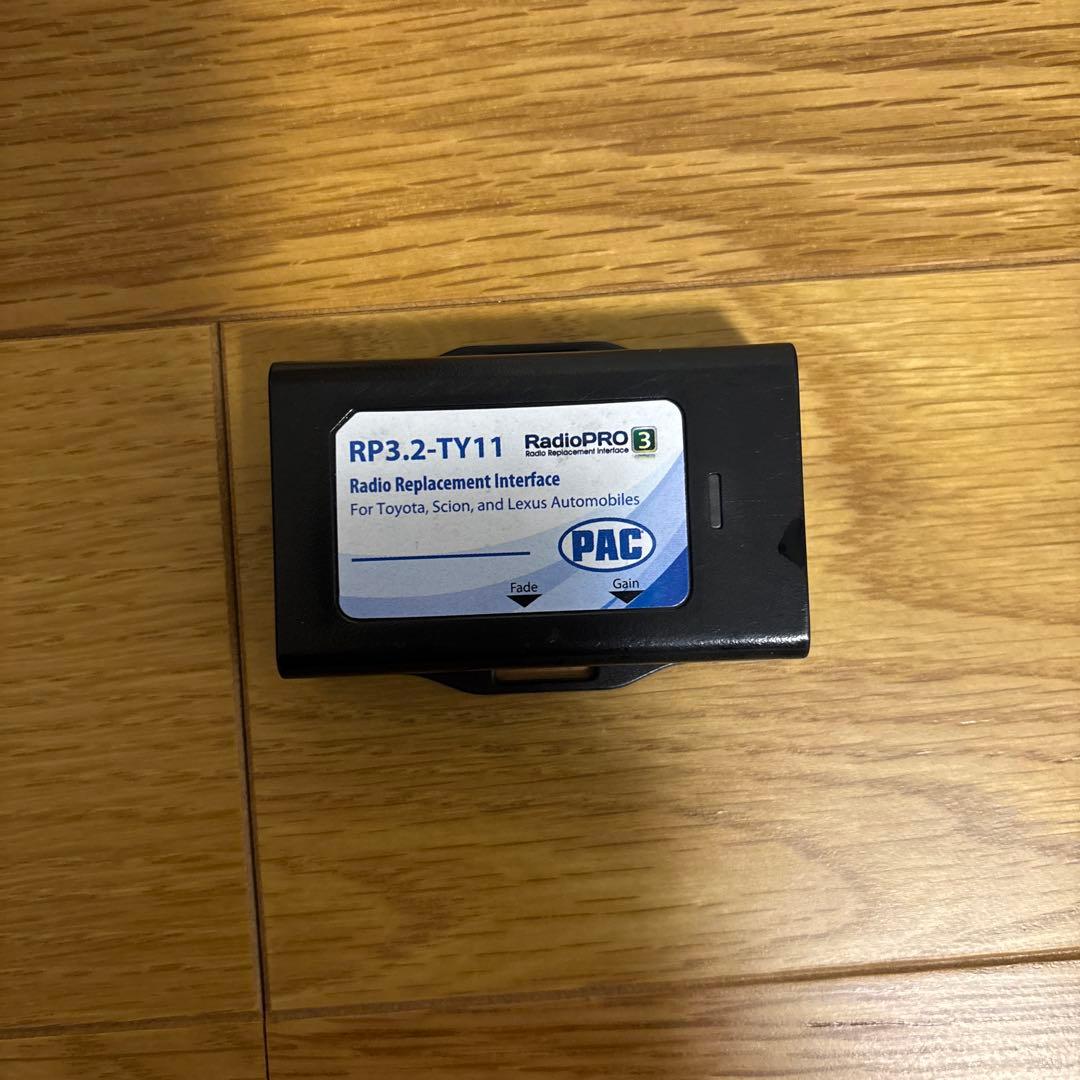 RP3.2-TY11
RadioPRO 3
Radio Replacement Interface
Radio Replacement Interface
For Toyota, Scion, and Lexus Automobiles
PAC
Fade
Gain